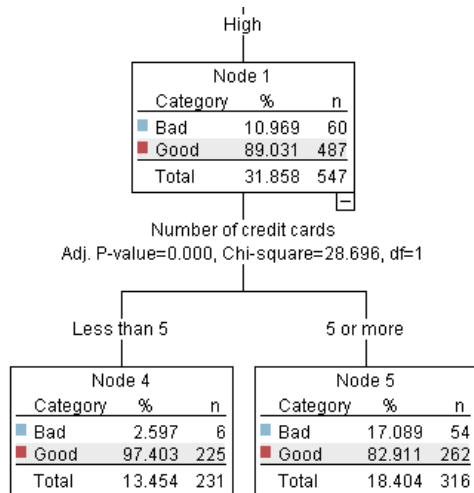 High
Node 1
Category % n
Bad 10.969 60
Good 89.031 487
Total 31.858 547
Number of credit cards
Adj. P-value=0.000, Chi-square=28.696, df=1
Less than 5
5 or more
Node 4
Category % n
Bad 2.597 6
Good 97.403 225
Total 13.454 231
Node 5
Category % n
Bad 17.089 54
Good 82.911 262
Total 18.404 316